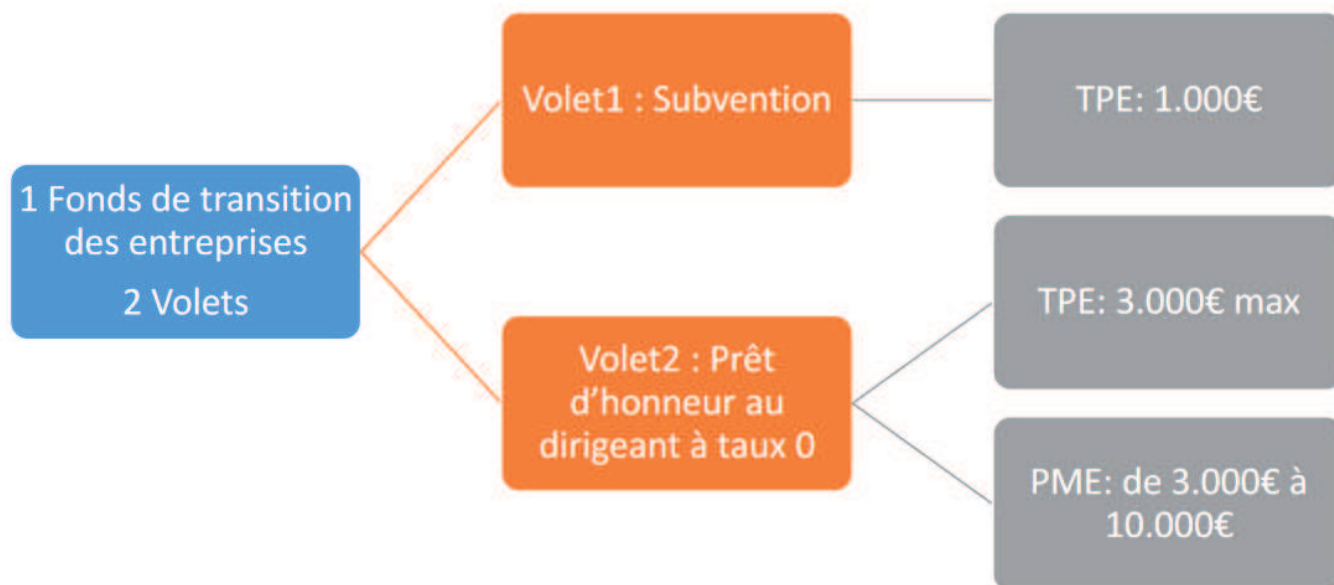 1 Fonds de transition
des entreprises
2 Volets
Volet1 : Subvention
TPE: 1.000€
Volet2 : Prêt
d’honneur au
dirigeant à taux 0
TPE: 3.000€ max
PME: de 3.000€ à
10.000€